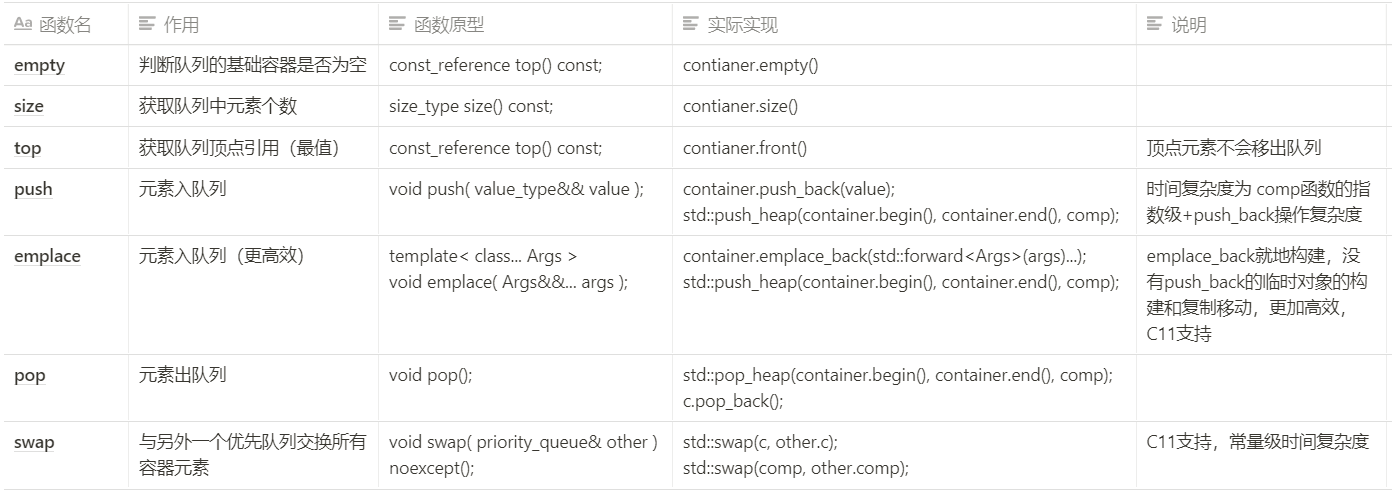 Aa 函数名 作用 函数原型 实际实现 说明
empty 判断队列的基础容器是否为空 const_reference top() const; contianer.empty()
size 获取队列中元素个数 size_type size() const; contianer.size()
top 获取队列顶点引用（最值） const_reference top() const; contianer.front() 顶点元素不会移出队列
push 元素入队列 void push( value_type&& value ); container.push_back(value); 时间复杂度为 comp函数的指
std::push_heap(container.begin(), container.end(), comp); 数级+push_back操作复杂度
emplace 元素入队列（更高效） template< class... Args > container.emplace_back(std::forward<Args>(args)...); emplace_back就地构建，没
void emplace( Args&&... args ); std::push_heap(container.begin(), container.end(), comp); 有push_back的临时对象的构
建和复制移动，更加高效，
C11支持
pop 元素出队列 void pop(); std::pop_heap(container.begin(), container.end(), comp);
c.pop_back();
swap 与另外一个优先队列交换所有 void swap( priority_queue& other ) std::swap(c, other.c); C11支持，常量级时间复杂度
容器元素 noexcept(); std::swap(comp, other.comp);